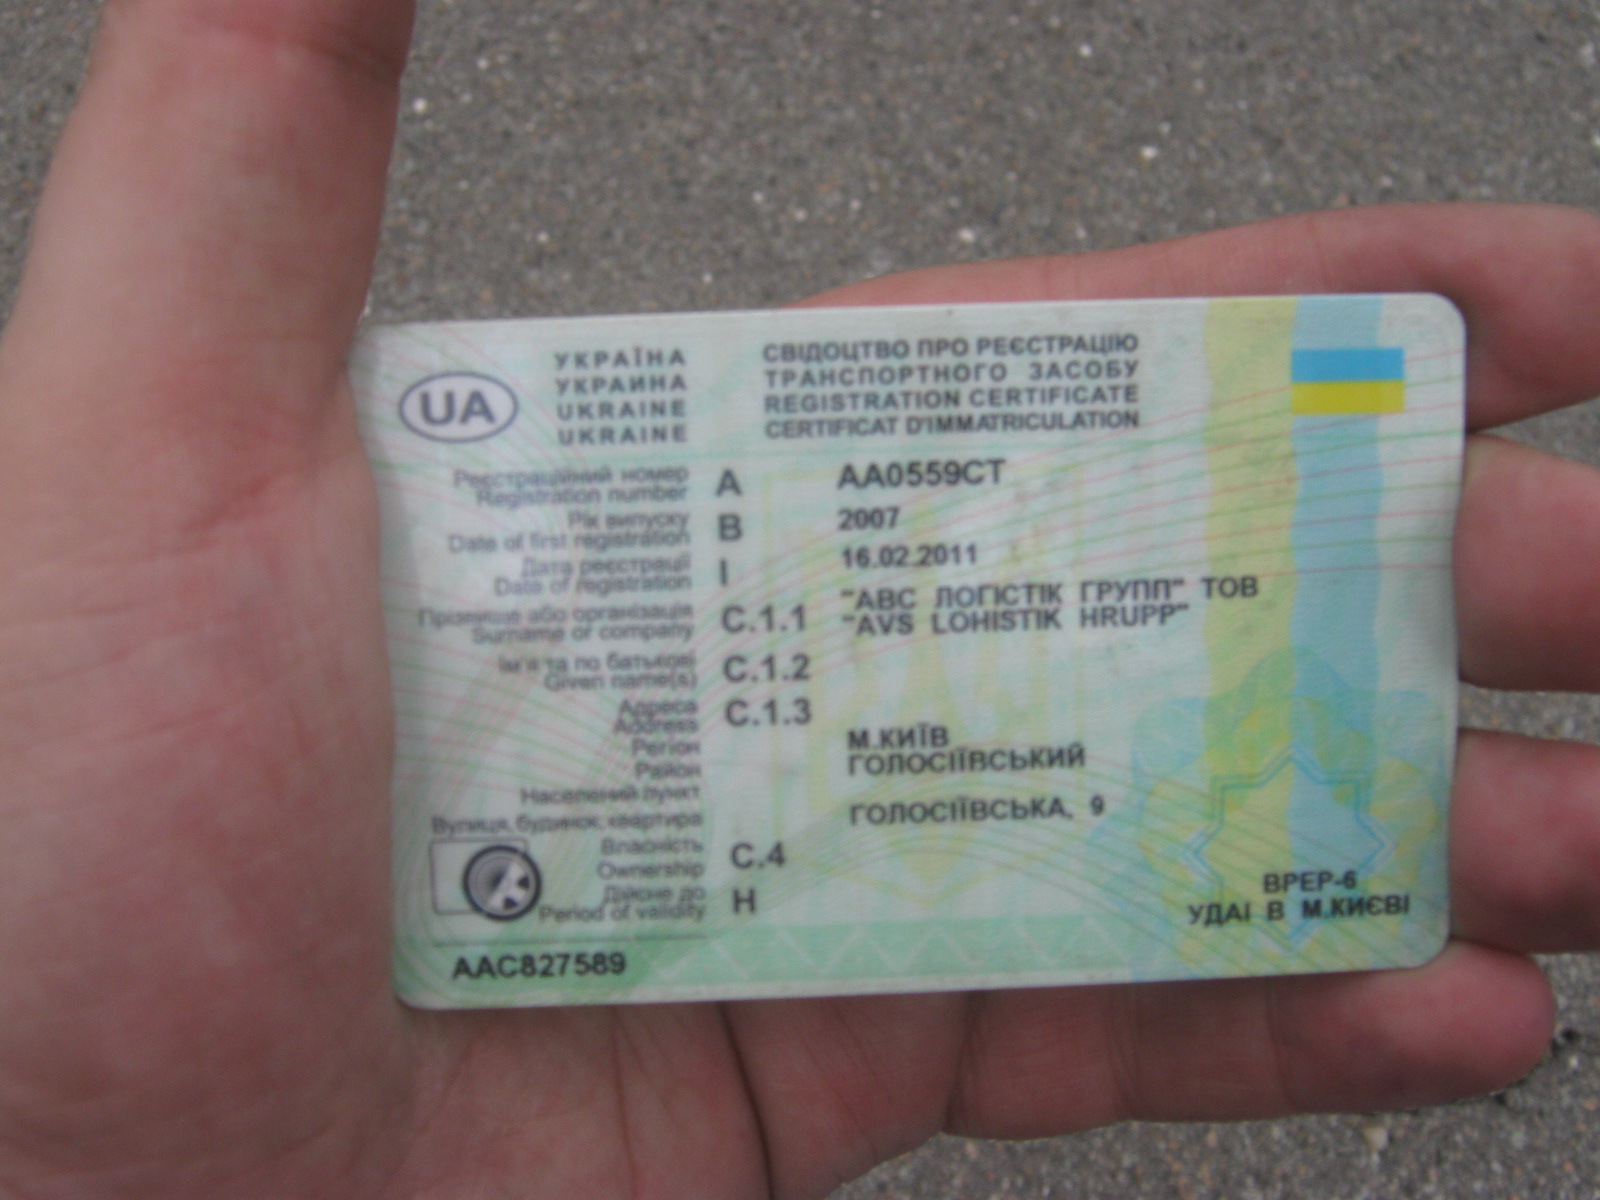 UA
УКРАЇНА
УКРАИНА
UKRAINE
UKRAINE
СВІДОЦТВО ПРО РЕЄСТРАЦІЮ
ТРАНСПОРТНОГО ЗАСОБУ
REGISTRATION CERTIFICATE
CERTIFICAT D'IMMATRICULATION
Реєстраційний номер
Registration number
A AA0559CT
Рік випуску
Date of first registration
B 2007
Дата реєстрації
Date of registration
I 16.02.2011
Прізвище або організація
Surname or company
C.1.1 "АВС ЛОГІСТІК ГРУПП" ТОВ
"AVS LOHISTIK HRUPP"
Ім'я та по батькові
Given name(s)
C.1.2
Адреса
Address
C.1.3
Регіон М.КИЇВ
Район ГОЛОСІЇВСЬКИЙ
Населений пункт
Вулиця, будинок, квартира ГОЛОСІЇВСЬКА, 9
Власність
Ownership
C.4
Дійсне до
Period of validity
H
ВРЕР-6
УДАІ В М.КИЄВІ
ААС827589